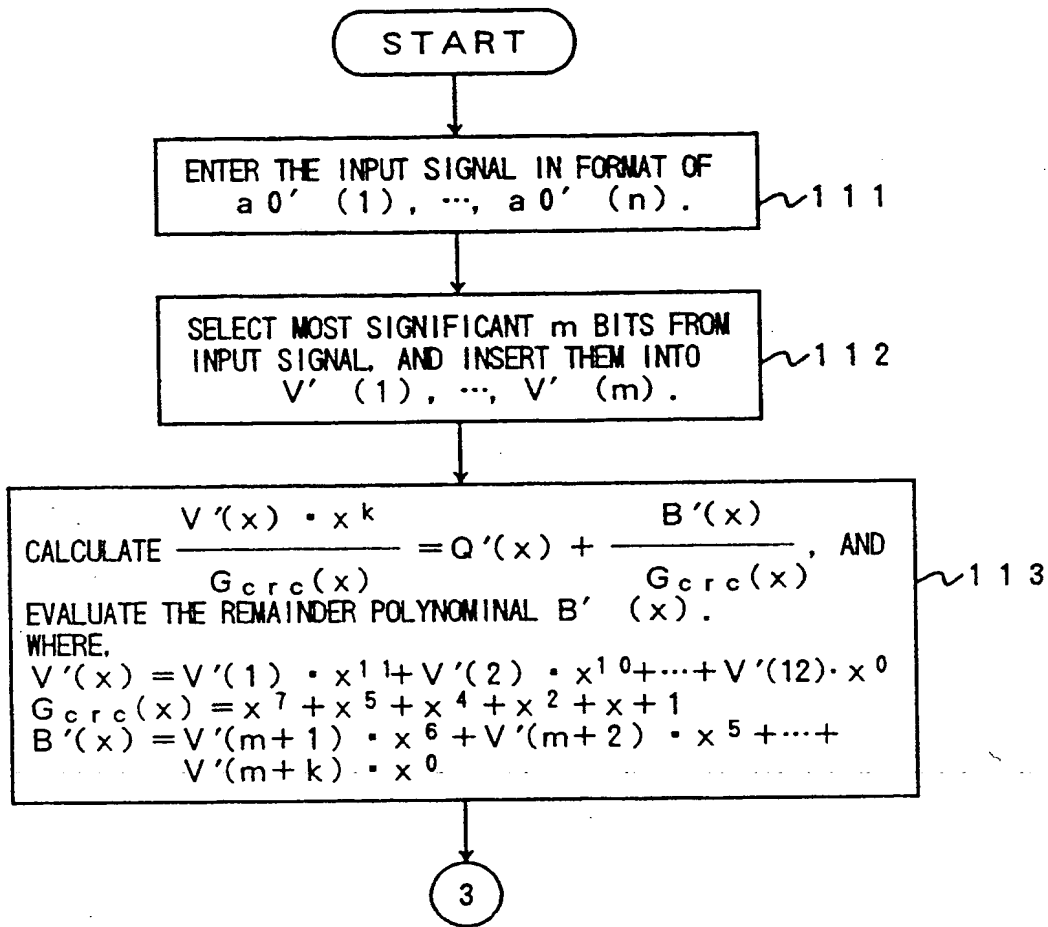 START
ENTER THE INPUT SIGNAL IN FORMAT OF
a0' (1), …, a0' (n).
111
SELECT MOST SIGNIFICANT m BITS FROM
INPUT SIGNAL, AND INSERT THEM INTO
V' (1), …, V' (m).
112
CALCULATE V'(x)・x^k / Gcrc(x) = Q'(x) + B'(x) / Gcrc(x), AND
EVALUATE THE REMAINDER POLYNOMINAL B' (x).
WHERE,
V'(x) = V'(1)・x^11 + V'(2)・x^10 + … + V'(12)・x^0
Gcrc(x) = x^7 + x^5 + x^4 + x^2 + x + 1
B'(x) = V'(m+1)・x^6 + V'(m+2)・x^5 + … +
V'(m+k)・x^0
113
3